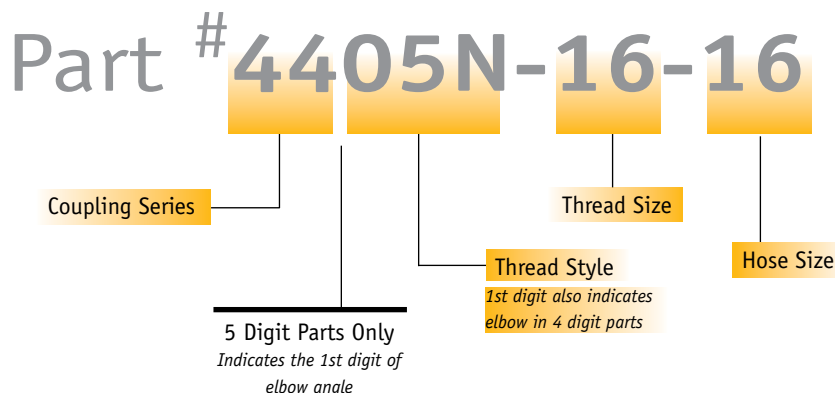 Part #4405N-16-16
Coupling Series
Thread Size
Thread Style
1st digit also indicates
elbow in 4 digit parts
Hose Size
5 Digit Parts Only
Indicates the 1st digit of
elbow angle